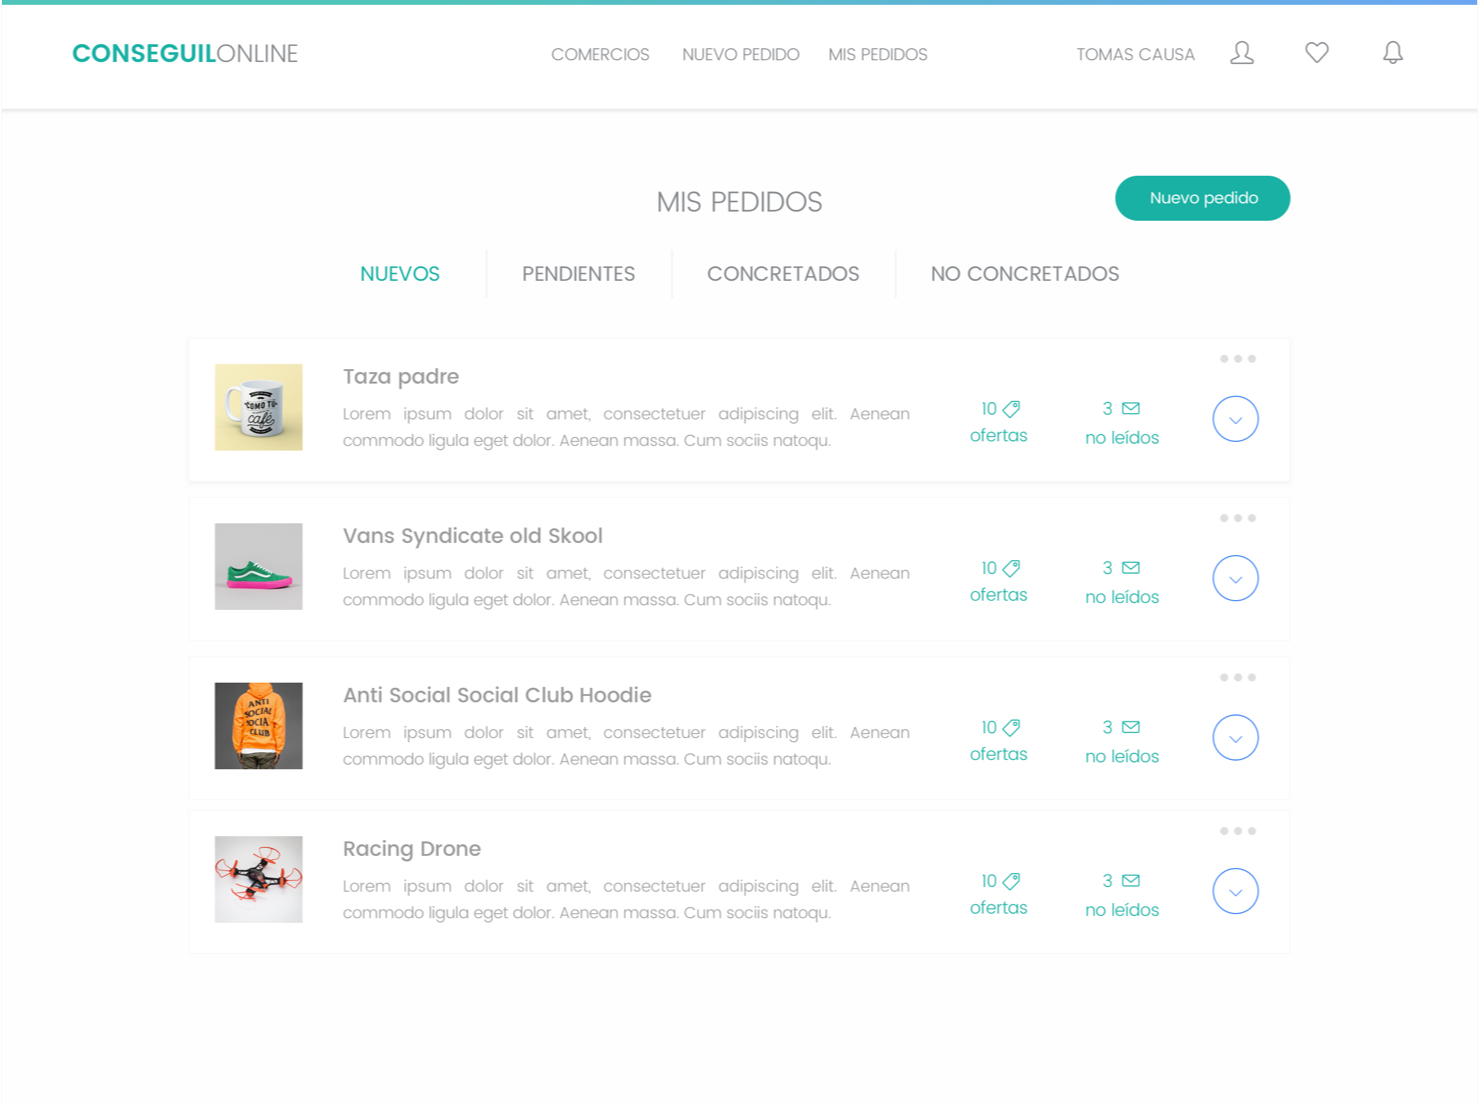 CONSEGUILONLINE
COMERCIOS NUEVO PEDIDO MIS PEDIDOS
TOMAS CAUSA
MIS PEDIDOS
Nuevo pedido
NUEVOS PENDIENTES CONCRETADOS NO CONCRETADOS
COMO TÚ
café
Taza padre
Lorem ipsum dolor sit amet, consectetuer adipiscing elit. Aenean
commodo ligula eget dolor. Aenean massa. Cum sociis natoqu.
10
ofertas
3
no leídos
Vans Syndicate old Skool
Lorem ipsum dolor sit amet, consectetuer adipiscing elit. Aenean
commodo ligula eget dolor. Aenean massa. Cum sociis natoqu.
10
ofertas
3
no leídos
ANTI
SOCIAL
SOCIA
CLUB
Anti Social Social Club Hoodie
Lorem ipsum dolor sit amet, consectetuer adipiscing elit. Aenean
commodo ligula eget dolor. Aenean massa. Cum sociis natoqu.
10
ofertas
3
no leídos
Racing Drone
Lorem ipsum dolor sit amet, consectetuer adipiscing elit. Aenean
commodo ligula eget dolor. Aenean massa. Cum sociis natoqu.
10
ofertas
3
no leídos